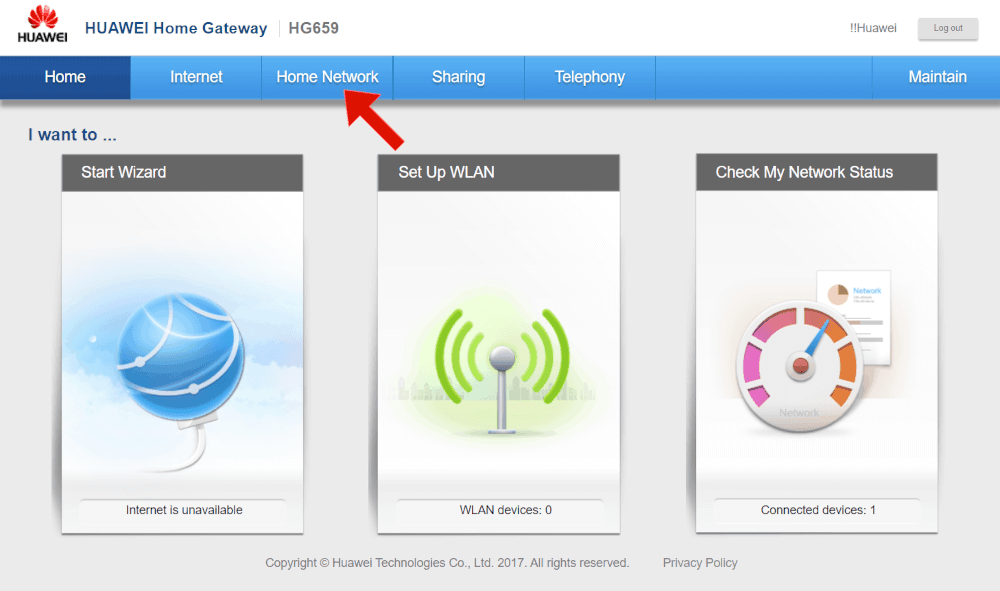 HUAWEI
HUAWEI Home Gateway HG659
!!Huawei
Log out
Home Internet Home Network Sharing Telephony Maintain
I want to ...
Start Wizard
Internet is unavailable
Set Up WLAN
WLAN devices: 0
Check My Network Status
Network
Network
Connected devices: 1
Copyright © Huawei Technologies Co., Ltd. 2017. All rights reserved. Privacy Policy